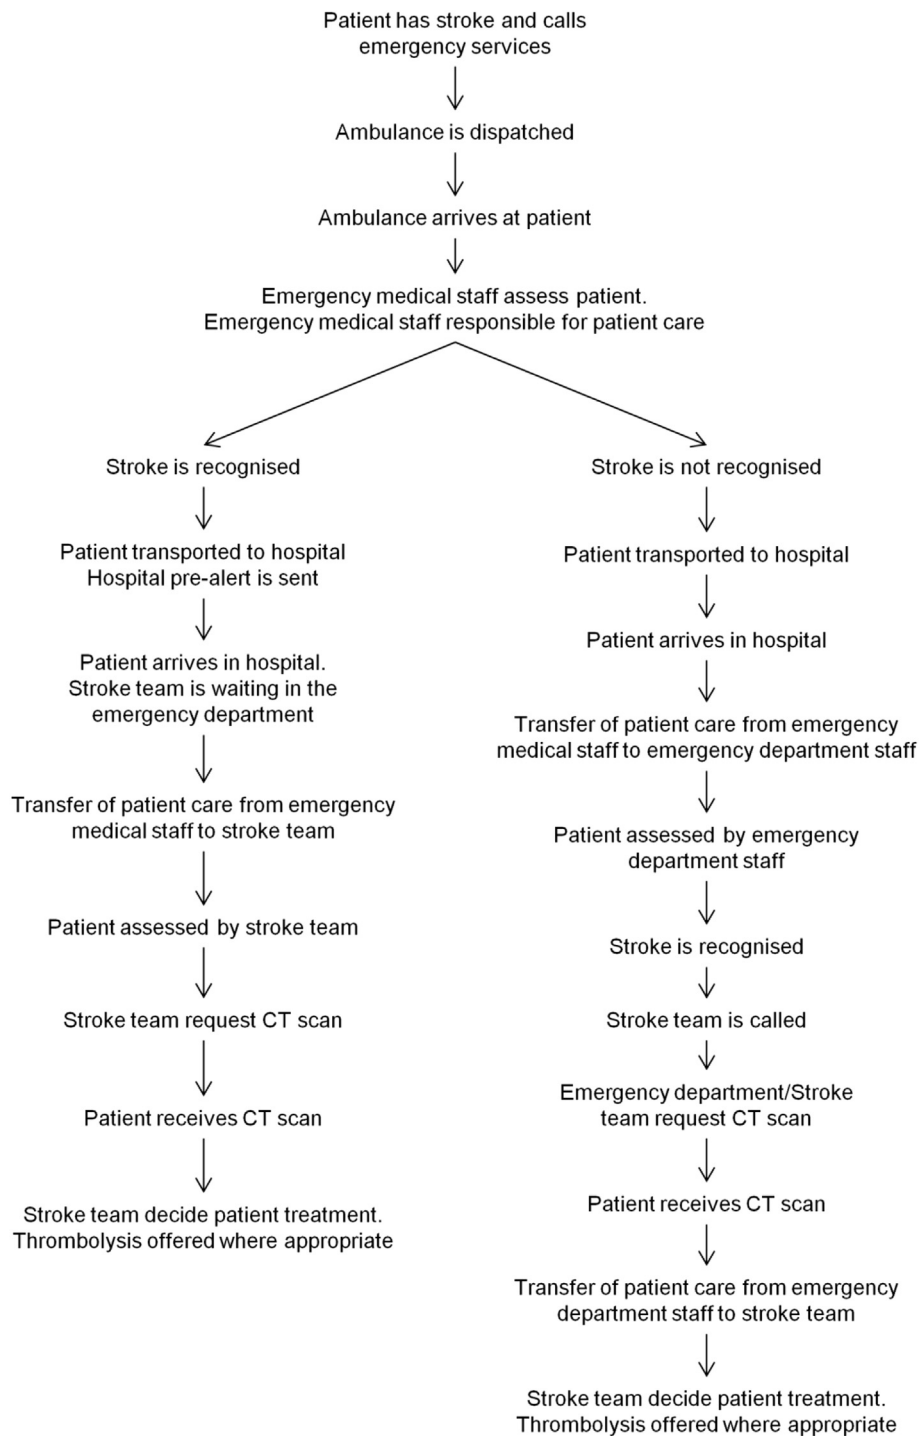 Patient has stroke and calls
emergency services
Ambulance is dispatched
Ambulance arrives at patient
Emergency medical staff assess patient.
Emergency medical staff responsible for patient care
Stroke is recognised
Patient transported to hospital
Hospital pre-alert is sent
Patient arrives in hospital.
Stroke team is waiting in the
emergency department
Transfer of patient care from emergency
medical staff to stroke team
Patient assessed by stroke team
Stroke team request CT scan
Patient receives CT scan
Stroke team decide patient treatment.
Thrombolysis offered where appropriate
Stroke is not recognised
Patient transported to hospital
Patient arrives in hospital
Transfer of patient care from emergency
medical staff to emergency department staff
Patient assessed by emergency
department staff
Stroke is recognised
Stroke team is called
Emergency department/Stroke
team request CT scan
Patient receives CT scan
Transfer of patient care from emergency
department staff to stroke team
Stroke team decide patient treatment.
Thrombolysis offered where appropriate